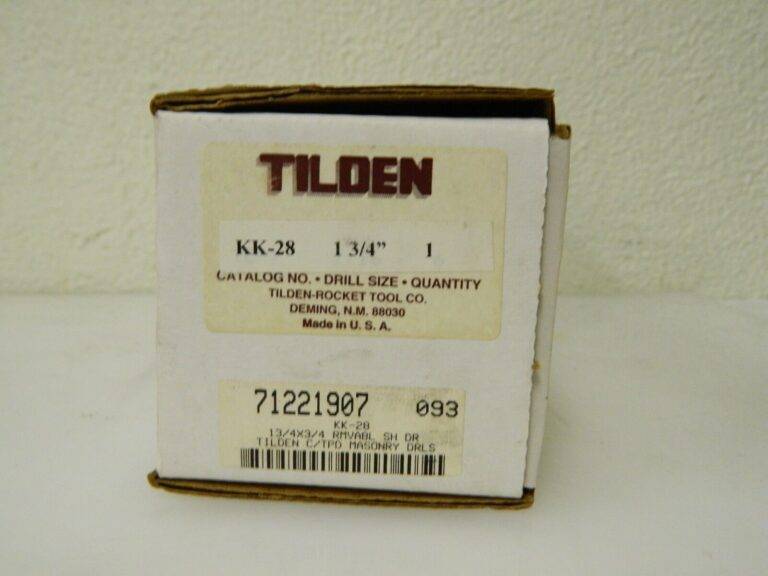 TILDEN
KK-28 1 3/4” 1
CATALOG NO. • DRILL SIZE • QUANTITY
TILDEN-ROCKET TOOL CO.
DEMING, N.M. 88030
Made in U. S. A.
71221907 093
KK-28
13/4X3/4 RMVABL SH DR
TILDEN C/TPD MASONRY DRLS